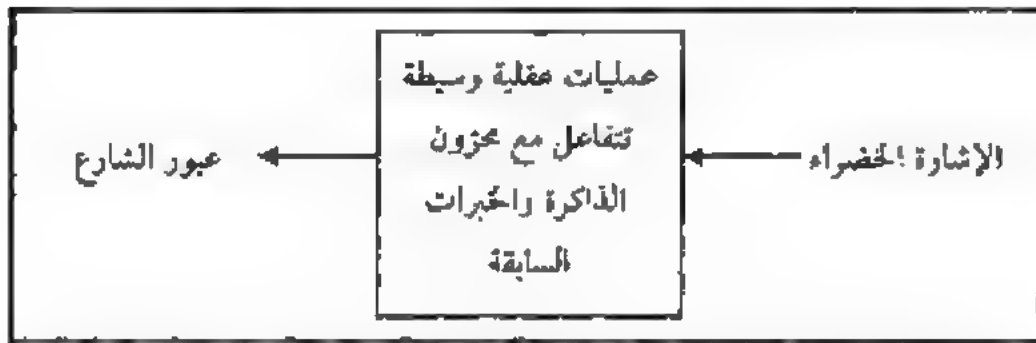 الإشارة الخضراء
عمليات عقلية وسيطة
تتفاعل مع مخزون
الذاكرة والخبرات
السابقة
عبور الشارع